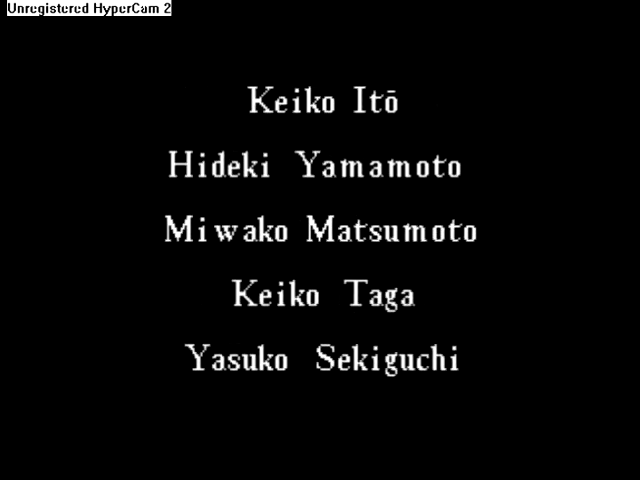 Unregistered HyperCam 2
Keiko Itō
Hideki Yamamoto
Miwako Matsumoto
Keiko Taga
Yasuko Sekiguchi